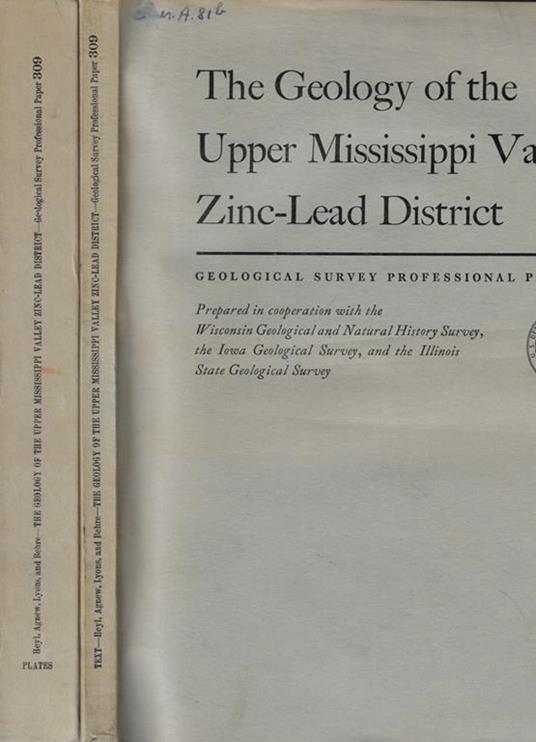 Heyl, Agnew, Lyons, and Behre—THE GEOLOGY OF THE UPPER MISSISSIPPI VALLEY ZINC-LEAD DISTRICT—Geological Survey Professional Paper 309
PLATES
TEXT—Heyl, Agnew, Lyons, and Behre—THE GEOLOGY OF THE UPPER MISSISSIPPI VALLEY ZINC-LEAD DISTRICT—Geological Survey Professional Paper 309
The Geology of the
Upper Mississippi Va
Zinc-Lead District
GEOLOGICAL SURVEY PROFESSIONAL P
Prepared in cooperation with the
Wisconsin Geological and Natural History Survey,
the Iowa Geological Survey, and the Illinois
State Geological Survey